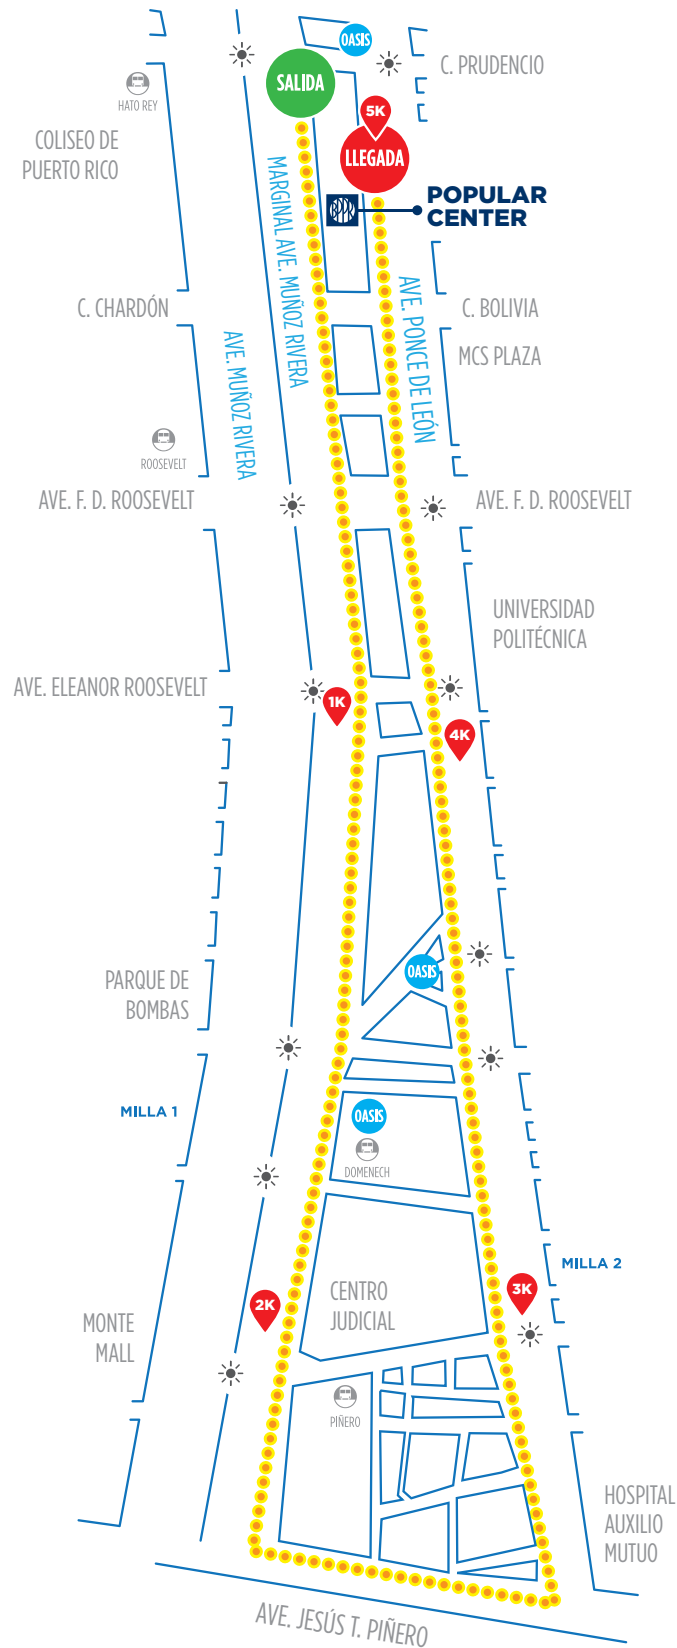 OASIS
C. PRUDENCIO
SALIDA
HATO REY
5K
COLISEO DE
PUERTO RICO
LLEGADA
MARGINAL AVE. MUÑOZ RIVERA
POPULAR
CENTER
C. CHARDÓN
C. BOLIVIA
AVE. PONCE DE LEÓN
AVE. MUÑOZ RIVERA
MCS PLAZA
ROOSEVELT
AVE. F. D. ROOSEVELT
AVE. F. D. ROOSEVELT
UNIVERSIDAD
POLITÉCNICA
AVE. ELEANOR ROOSEVELT
1K
4K
OASIS
PARQUE DE
BOMBAS
MILLA 1
OASIS
DOMENECH
MILLA 2
CENTRO
JUDICIAL
3K
2K
MONTE
MALL
PIÑERO
HOSPITAL
AUXILIO
MUTUO
AVE. JESÚS T. PIÑERO